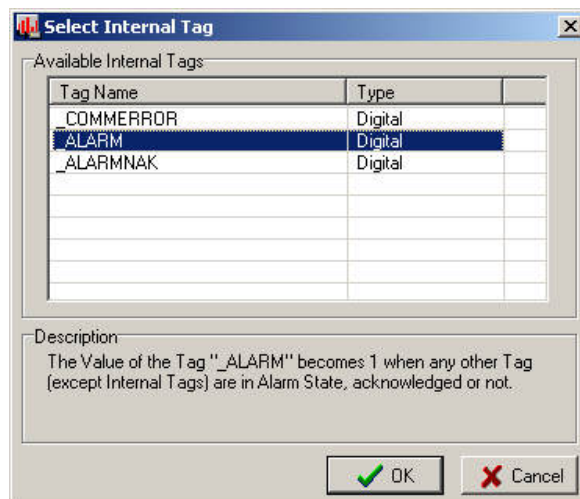 Select Internal Tag
Available Internal Tags
Tag Name Type
_COMMERROR Digital
_ALARM Digital
_ALARMNAK Digital
Description
The Value of the Tag "_ALARM" becomes 1 when any other Tag
(except Internal Tags) are in Alarm State, acknowledged or not.
OK Cancel